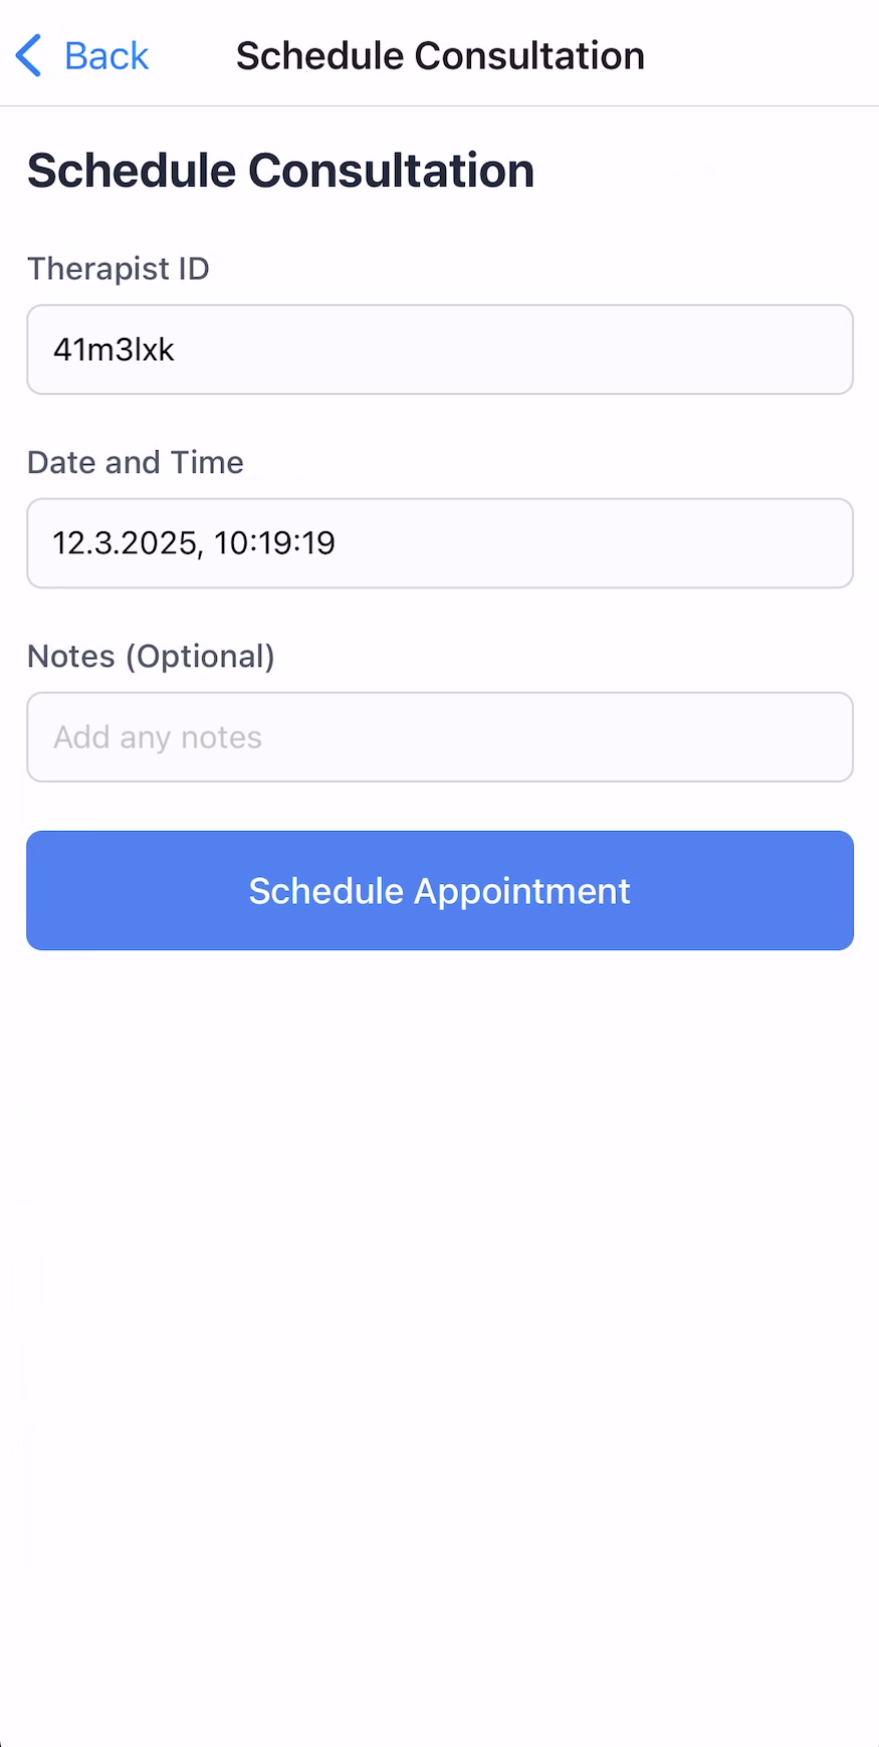 Back
Schedule Consultation
Schedule Consultation
Therapist ID
41m3lxk
Date and Time
12.3.2025, 10:19:19
Notes (Optional)
Add any notes
Schedule Appointment